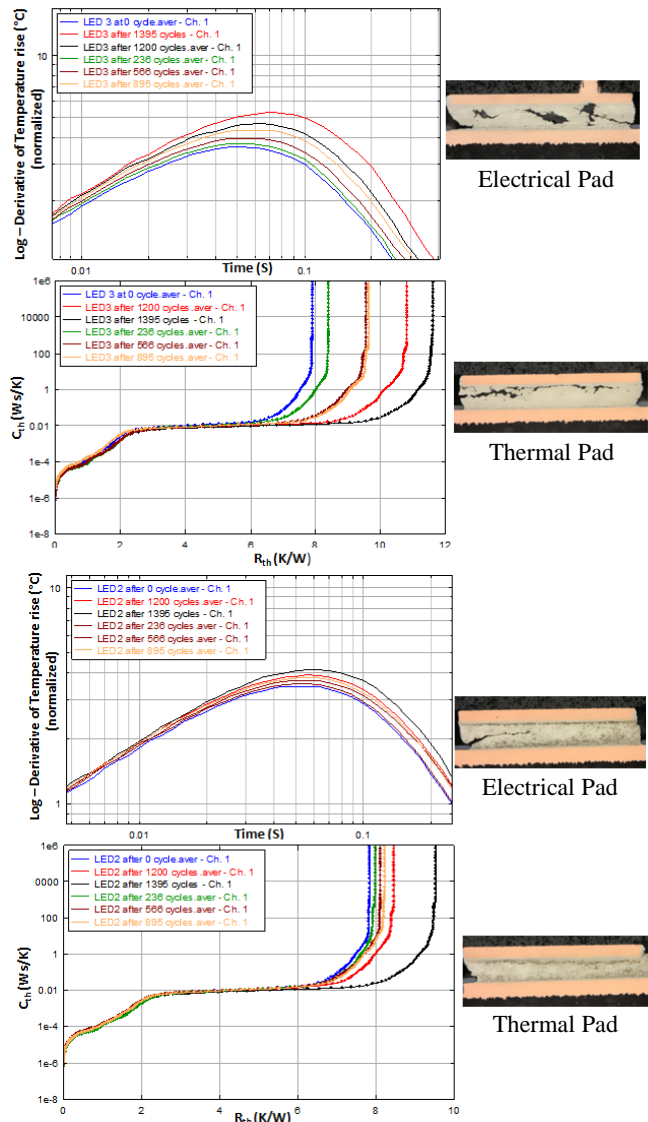 10
LED 3 at 0 cycle.aver - Ch. 1
LED3 after 1395 cycles - Ch. 1
LED3 after 1200 cycles.aver - Ch. 1
LED3 after 236 cycles.aver - Ch. 1
LED3 after 566 cycles.aver - Ch. 1
LED3 after 895 cycles.aver - Ch. 1
Log – Derivative of Temperature rise (°C)
(normalized)
0.01
0.1
Time (S)
Electrical Pad
1e6
10000
100
1
0.01
1e-4
1e-6
1e-8
LED 3 at 0 cycle.aver - Ch. 1
LED3 after 1200 cycles.aver - Ch. 1
LED3 after 1395 cycles - Ch. 1
LED3 after 236 cycles.aver - Ch. 1
LED3 after 566 cycles.aver - Ch. 1
LED3 after 895 cycles.aver - Ch. 1
Cth (Ws/K)
0 2 4 6 8 10 12
Rth (K/W)
Thermal Pad
10
LED2 after 0 cycle.aver - Ch. 1
LED2 after 1200 cycles.aver - Ch. 1
LED2 after 1395 cycles - Ch. 1
LED2 after 236 cycles.aver - Ch. 1
LED2 after 566 cycles.aver - Ch. 1
LED2 after 895 cycles.aver - Ch. 1
Log – Derivative of Temperature rise (°C)
(normalized)
1
0.01
0.1
Time (S)
Electrical Pad
1e6
0000
100
1
0.01
1e-4
1e-6
1e-8
LED2 after 0 cycle.aver - Ch. 1
LED2 after 1200 cycles.aver - Ch. 1
LED2 after 1395 cycles - Ch. 1
LED2 after 236 cycles.aver - Ch. 1
LED2 after 566 cycles.aver - Ch. 1
LED2 after 895 cycles.aver - Ch. 1
Cth (Ws/K)
0 2 4 6 8 10
Rth (K/W)
Thermal Pad